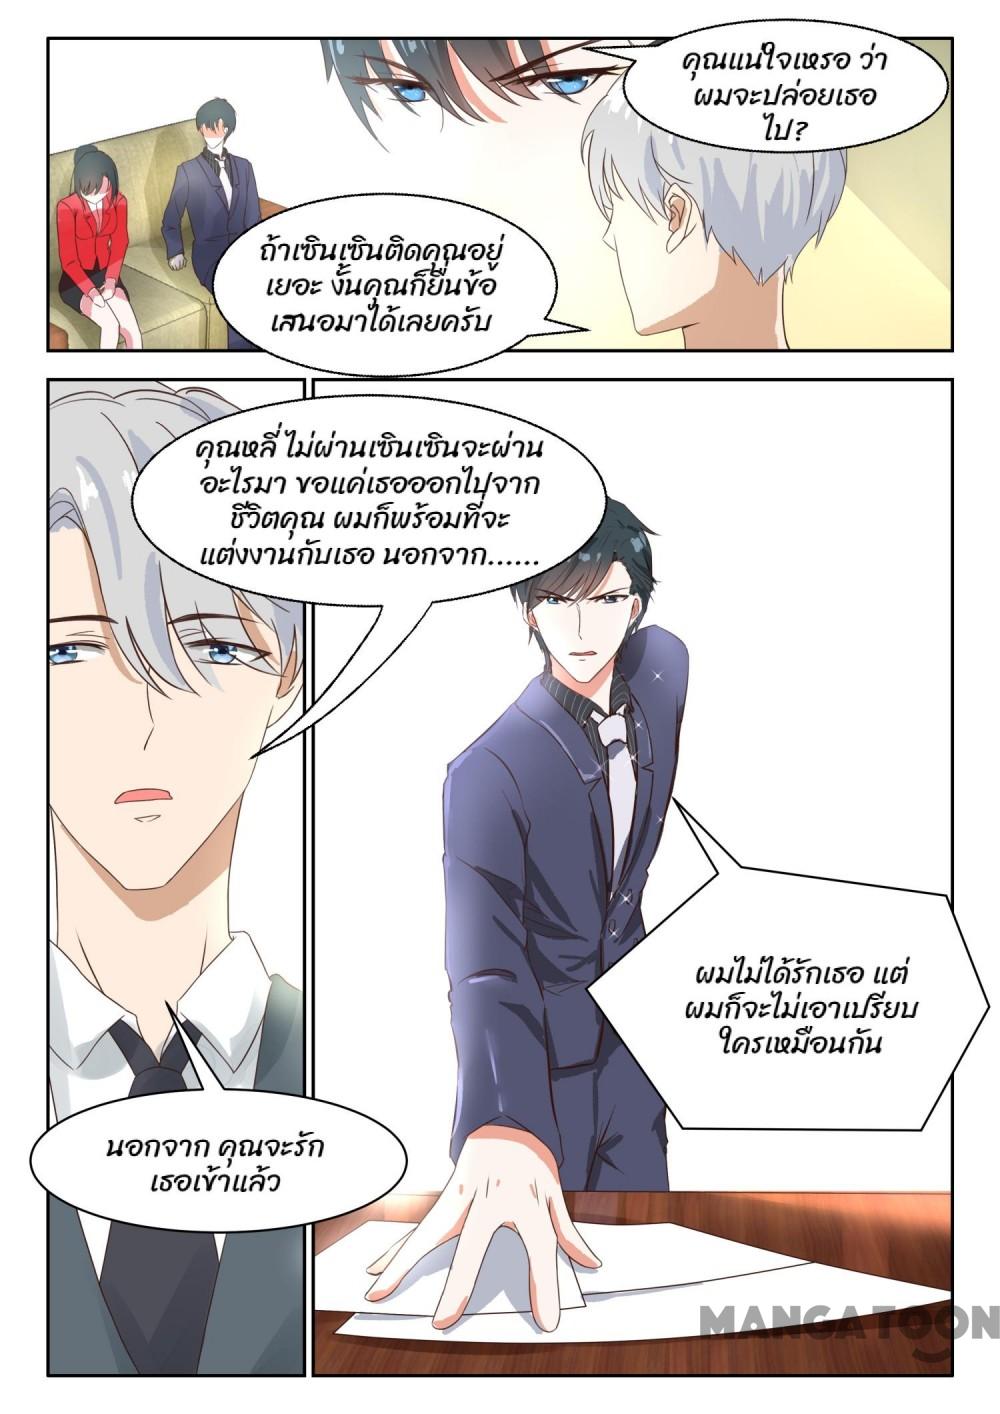 คุณแน่ใจเหรอ ว่า
ผมจะปล่อยเธอ
ไป?
ถ้าเซินเซินติดคุณอยู่
เยอะ งั้นคุณก็ยื่นข้อ
เสนอมาได้เลยครับ
คุณหลี่ ไม่ผ่านเซินเซินจะผ่าน
อะไรมา ขอแค่เธอออกไปจาก
ชีวิตคุณ ผมก็พร้อมที่จะ
แต่งงานกับเธอ นอกจาก......
ผมไม่ได้รักเธอ แต่
ผมก็จะไม่เอาเปรียบ
ใครเหมือนกัน
นอกจาก คุณจะรัก
เธอเข้าแล้ว
MANGATOON